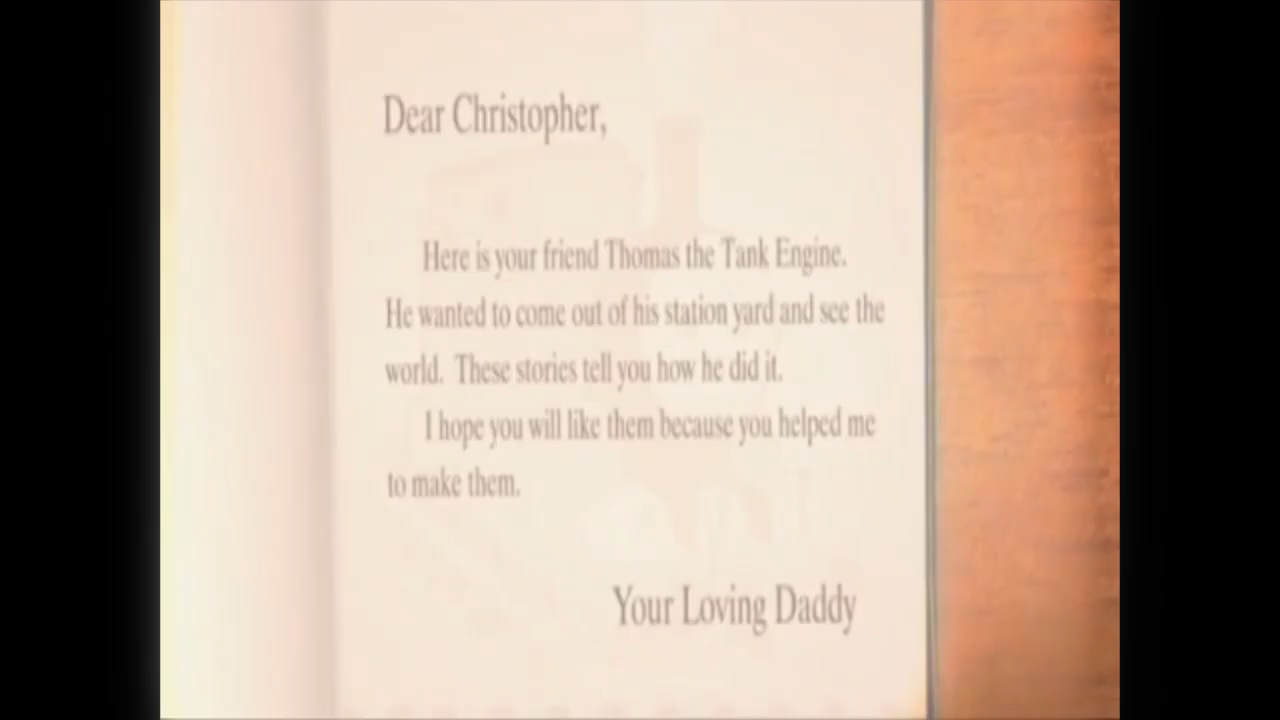 Dear Christopher,
Here is your friend Thomas the Tank Engine.
He wanted to come out of his station yard and see the
world. These stories tell you how he did it.
I hope you will like them because you helped me
to make them.
Your Loving Daddy